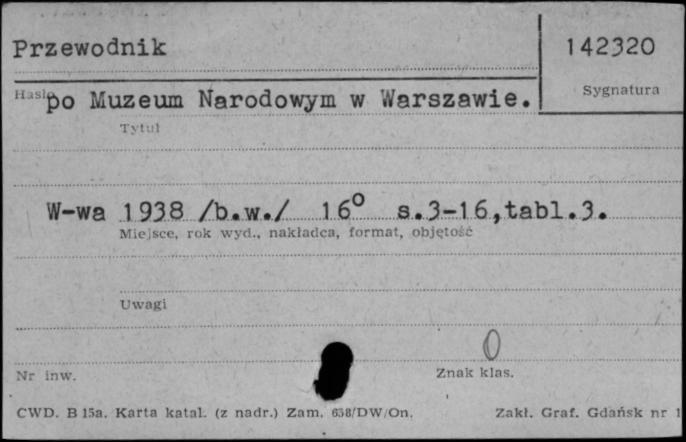 Przewodnik
142320
Hasło
po Muzeum Narodowym w Warszawie.
Sygnatura
Tytuł
W-wa 1938 /b.w./ 16° s.3-16,tabl.3.
Miejsce, rok wyd., nakładca, format, objętość
Uwagi
0
Nr inw.
Znak klas.
CWD. B 15a. Karta katal. (z nadr.) Zam. 658/DW/On.
Zakł. Graf. Gdańsk nr 1